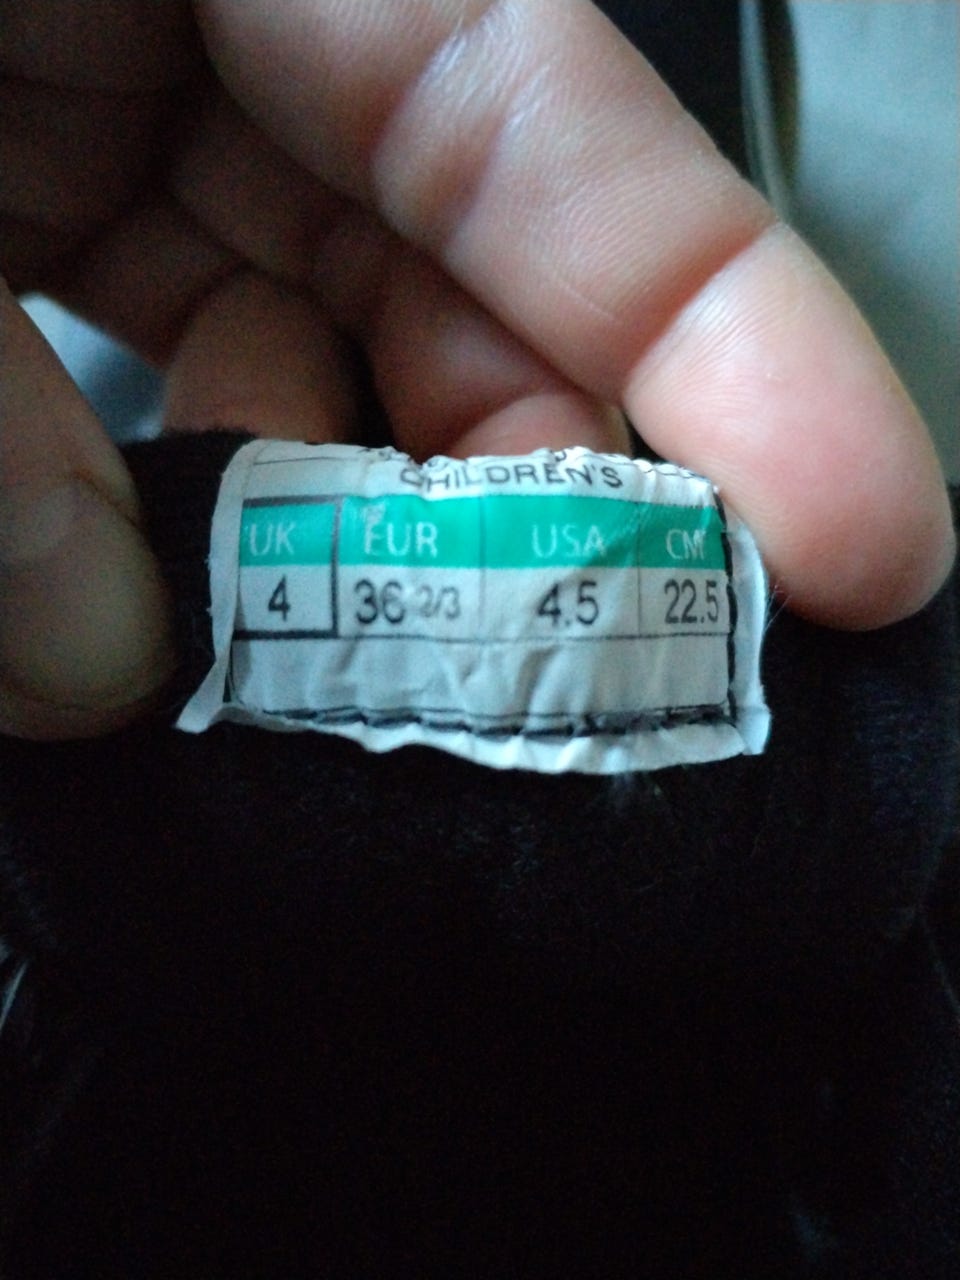 CHILDREN'S
UK EUR USA CM
4 36 2/3 4.5 22.5